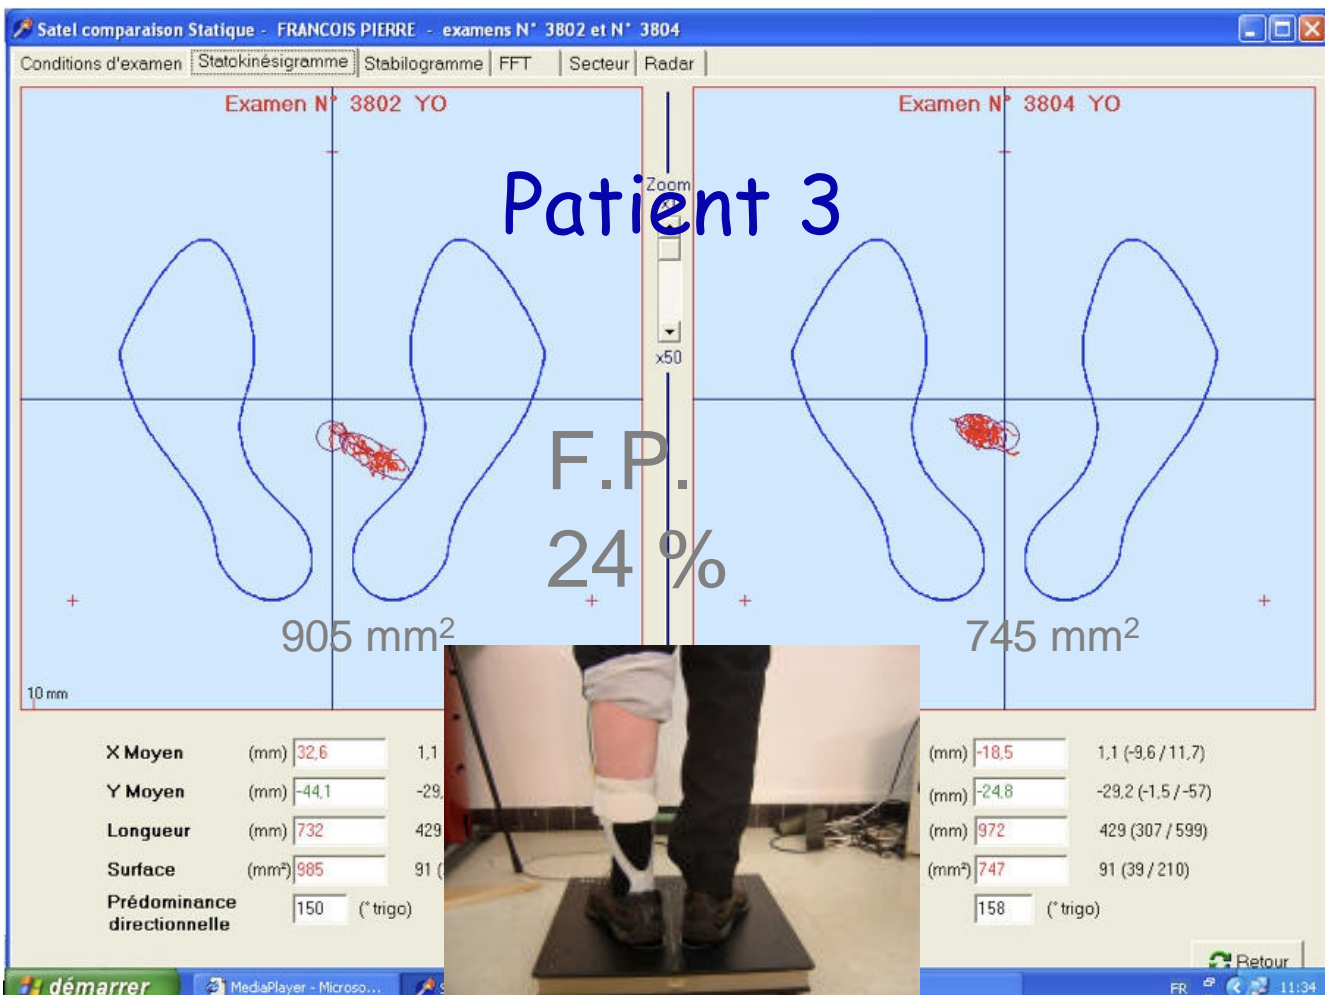 Satel comparaison Statique - FRANCOIS PIERRE - examens N° 3802 et N° 3804
Conditions d'examen Statokinésigramme Stabilogramme FFT Secteur Radar
Examen N° 3802 YO
Examen N° 3804 YO
Patient 3
Zoom
x50
F.P.
24 %
905 mm²
745 mm²
10 mm
X Moyen (mm) 32,6 1,1
(mm) -18,5 1,1 (-9,6 / 11,7)
Y Moyen (mm) -44,1 -29,
(mm) -24,8 -29,2 (-1,5 / -57)
Longueur (mm) 732 429
(mm) 972 429 (307 / 599)
Surface (mm²) 985 91 (
(mm²) 747 91 (39 / 210)
Prédominance
directionnelle 150 (° trigo)
158 (° trigo)
Retour
démarrer MediaPlayer - Microso... S
FR 11:34